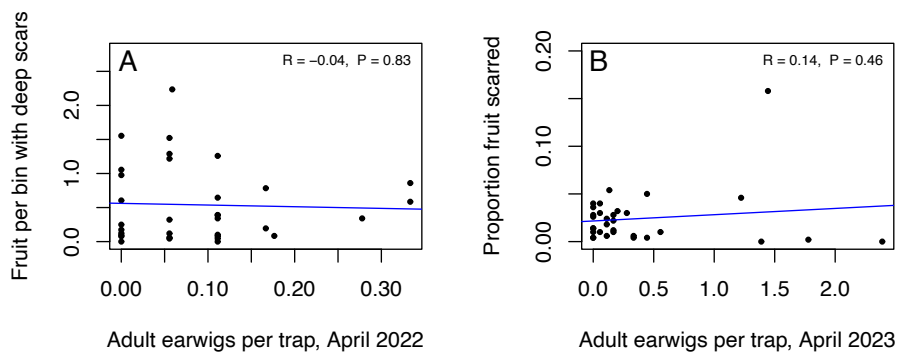 A
R = −0.04, P = 0.83
Fruit per bin with deep scars
0.0 1.0 2.0
0.00 0.10 0.20 0.30
Adult earwigs per trap, April 2022
B
R = 0.14, P = 0.46
Proportion fruit scarred
0.00 0.10 0.20
0.0 0.5 1.0 1.5 2.0
Adult earwigs per trap, April 2023